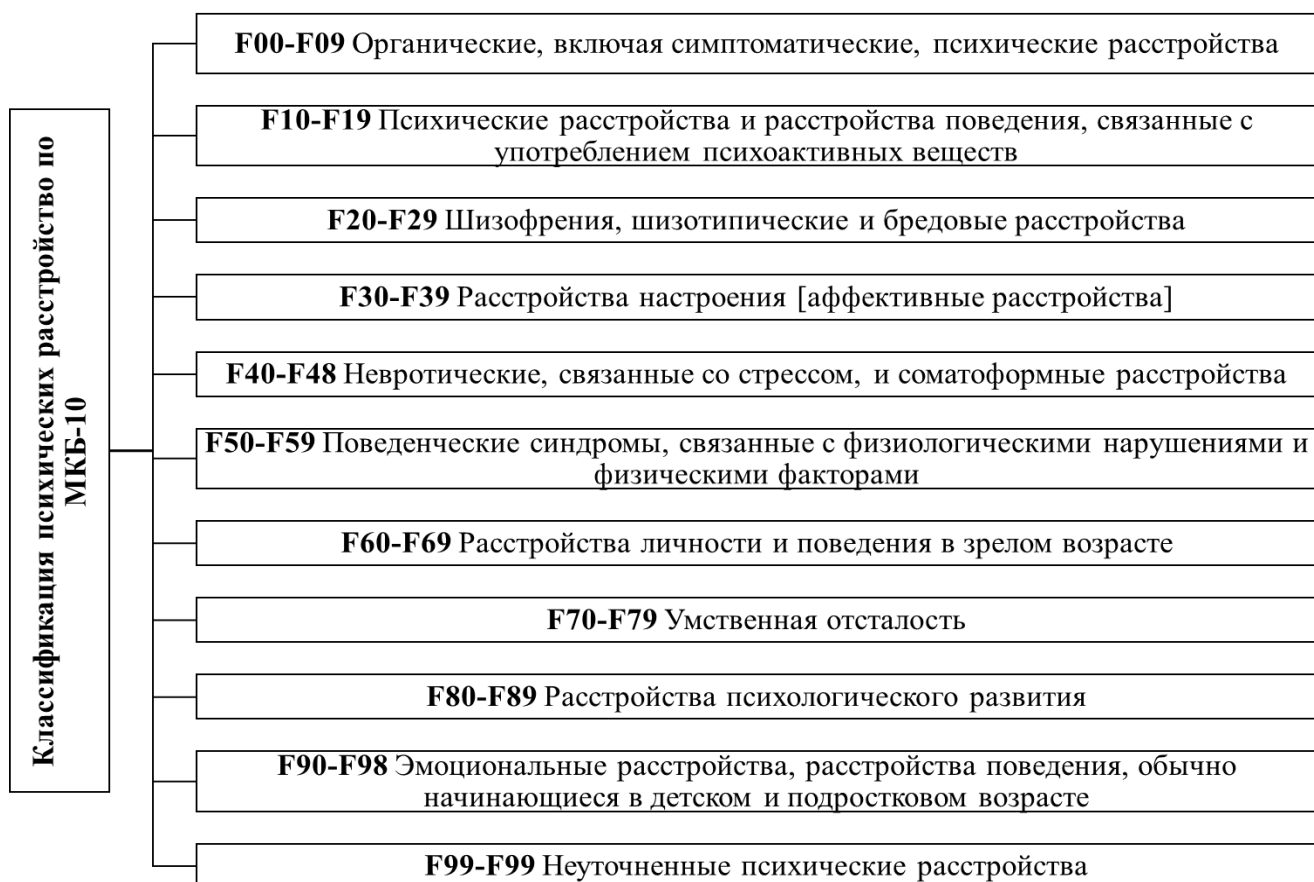 Классификация психических расстройство по
МКБ-10
F00-F09 Органические, включая симптоматические, психические расстройства
F10-F19 Психические расстройства и расстройства поведения, связанные с
употреблением психоактивных веществ
F20-F29 Шизофрения, шизотипические и бредовые расстройства
F30-F39 Расстройства настроения [аффективные расстройства]
F40-F48 Невротические, связанные со стрессом, и соматоформные расстройства
F50-F59 Поведенческие синдромы, связанные с физиологическими нарушениями и
физическими факторами
F60-F69 Расстройства личности и поведения в зрелом возрасте
F70-F79 Умственная отсталость
F80-F89 Расстройства психологического развития
F90-F98 Эмоциональные расстройства, расстройства поведения, обычно
начинающиеся в детском и подростковом возрасте
F99-F99 Неуточненные психические расстройства